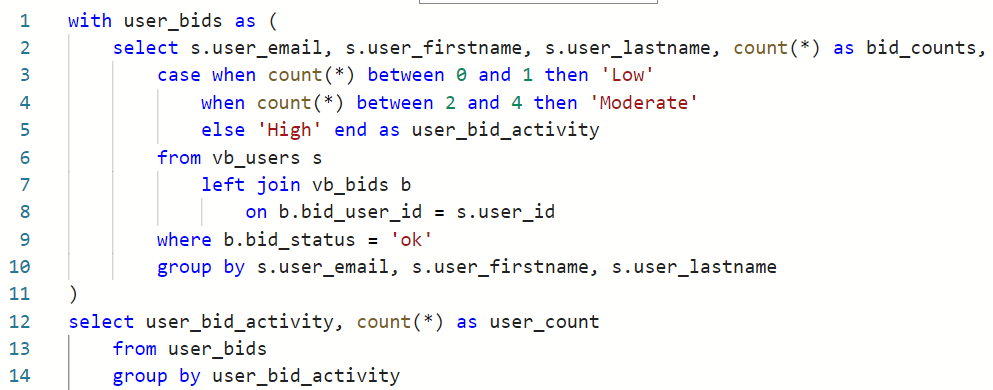 1 with user_bids as (
2 select s.user_email, s.user_firstname, s.user_lastname, count(*) as bid_counts,
3 case when count(*) between 0 and 1 then 'Low'
4 when count(*) between 2 and 4 then 'Moderate'
5 else 'High' end as user_bid_activity
6 from vb_users s
7 left join vb_bids b
8 on b.bid_user_id = s.user_id
9 where b.bid_status = 'ok'
10 group by s.user_email, s.user_firstname, s.user_lastname
11 )
12 select user_bid_activity, count(*) as user_count
13 from user_bids
14 group by user_bid_activity